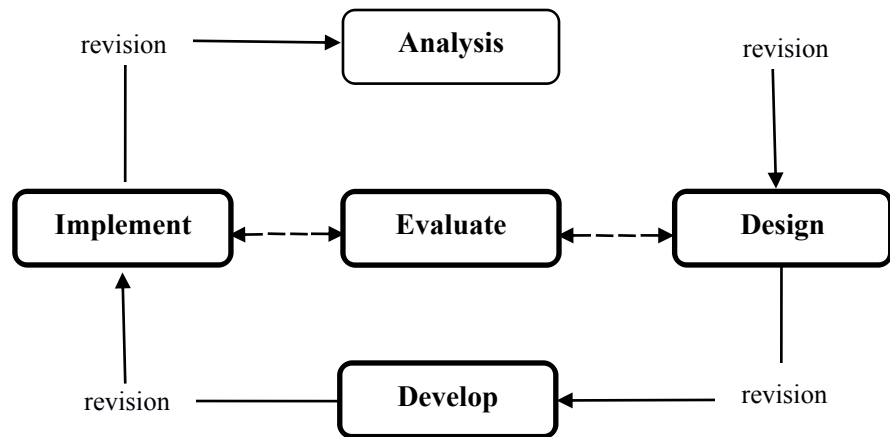 revision
Analysis
revision
Implement
Evaluate
Design
revision
Develop
revision